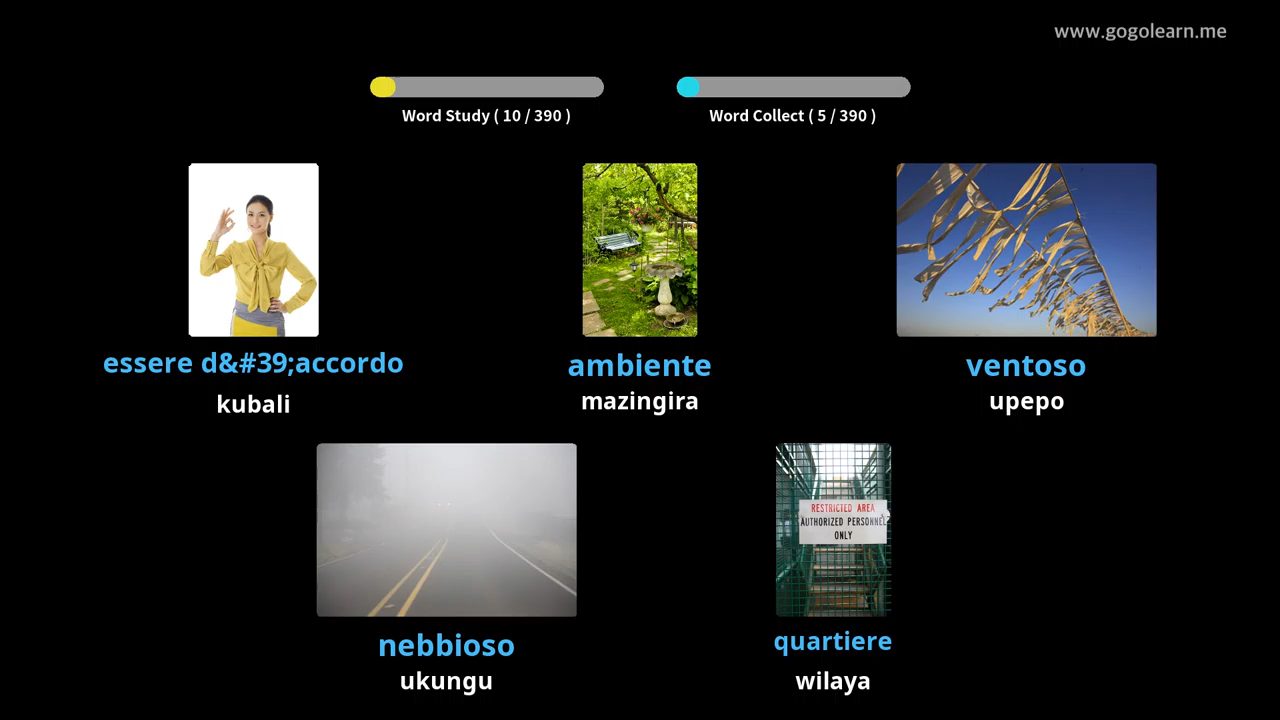 www.gogolearn.me
Word Study ( 10 / 390 )
Word Collect ( 5 / 390 )
essere d&#39;accordo
kubali
ambiente
mazingira
ventoso
upepo
RESTRICTED AREA
AUTHORIZED PERSONNEL
ONLY
nebbioso
ukungu
quartiere
wilaya